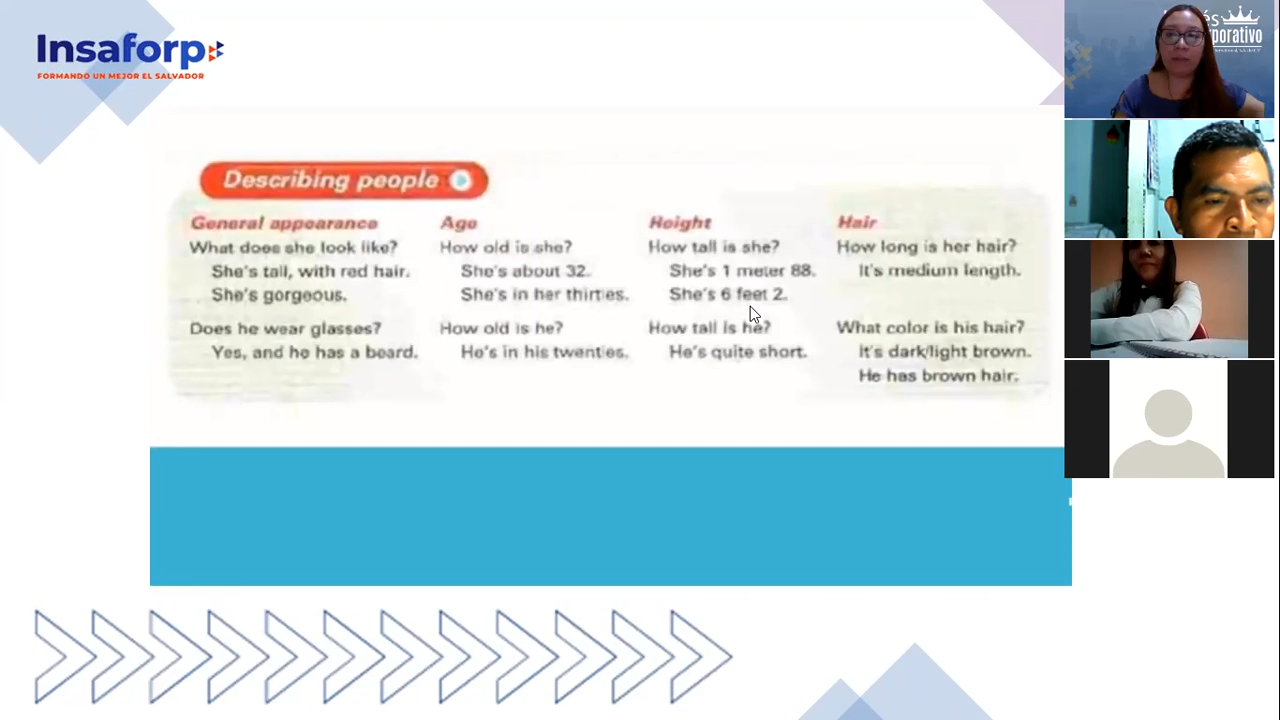 Insaforp
FORMANDO UN MEJOR EL SALVADOR
Describing people
General appearance
What does she look like?
She's tall, with red hair.
She's gorgeous.
Does he wear glasses?
Yes, and he has a beard.
Age
How old is she?
She's about 32.
She's in her thirties.
How old is he?
He's in his twenties.
Height
How tall is she?
She's 1 meter 88.
She's 6 feet 2.
How tall is he?
He's quite short.
Hair
How long is her hair?
It's medium length.
What color is his hair?
It's dark/light brown.
He has brown hair.